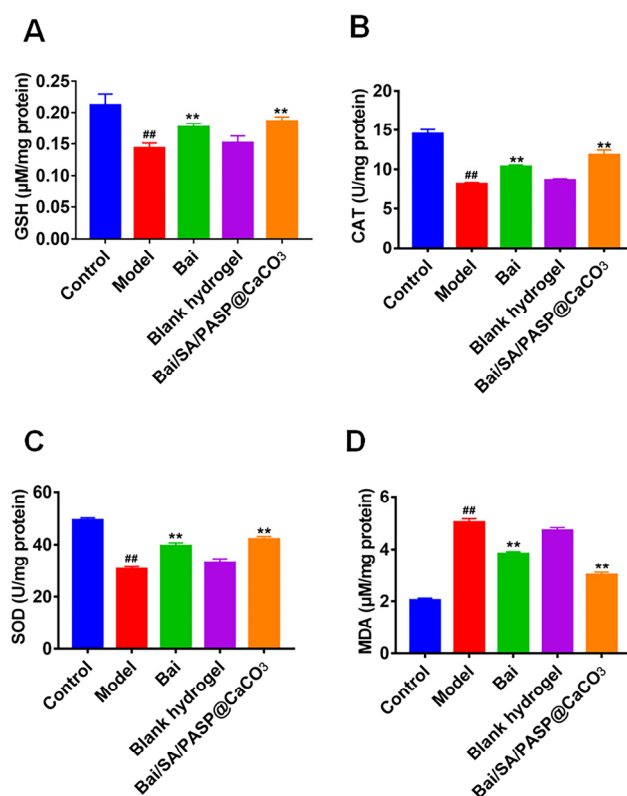 A
GSH (μM/mg protein)
0.25
0.20
0.15
0.10
0.05
0.00
##
**
**
Control
Model
Bai
Blank hydrogel
Bai/SA/PASP@CaCO3
B
CAT (U/mg protein)
20
15
10
5
0
##
**
**
Control
Model
Bai
Blank hydrogel
Bai/SA/PASP@CaCO3
C
SOD (U/mg protein)
60
40
20
0
##
**
**
Control
Model
Bai
Blank hydrogel
Bai/SA/PASP@CaCO3
D
MDA (μM/mg protein)
6
4
2
0
##
**
**
Control
Model
Bai
Blank hydrogel
Bai/SA/PASP@CaCO3